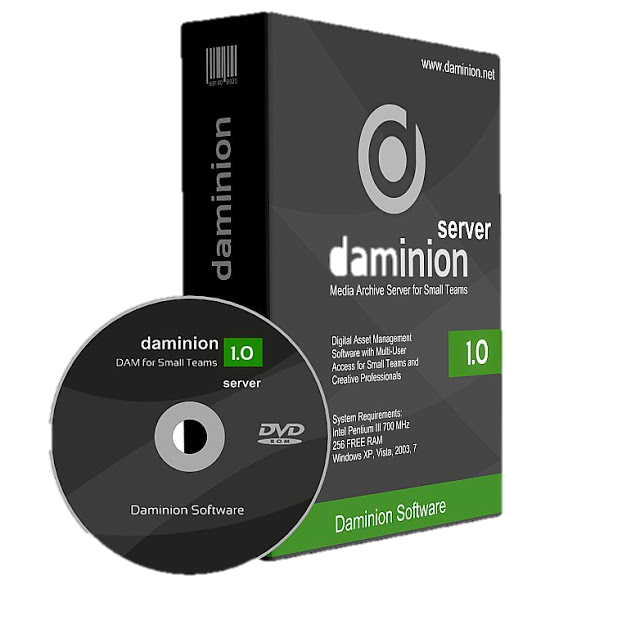 www.daminion.net
daminion
server
daminion
Media Archive Server for Small Teams
Digital Asset Management
Software with Multi-User
Access for Small Teams and
Creative Professionals
1.0
System Requirements:
Intel Pentium III 700 MHz
256 FREE RAM
Windows XP, Vista, 2003, 7
Daminion Software
daminion 1.0
DAM for Small Teams
server
DVD
ROM
Daminion Software